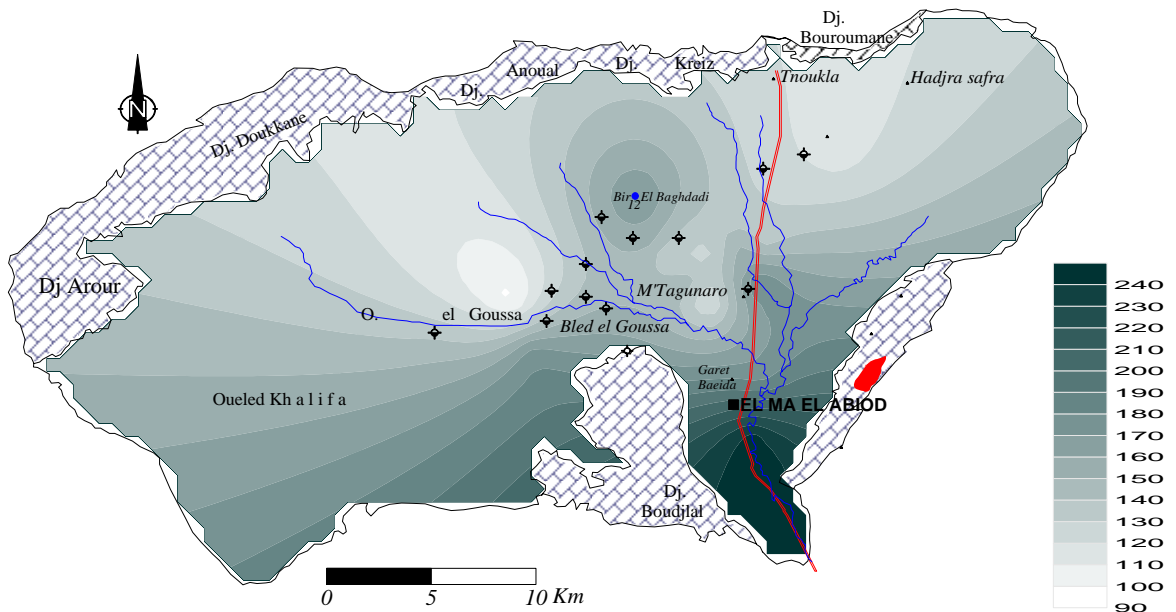 Dj.
Bouroumane
Dj. Anoual Dj. Kreiz
Tnoukla
Hadjra safra
N
Dj. Doukkane
Bir El Baghdadi
12
Dj Arour
M'Tagunaro
O. el Goussa
Bled el Goussa
Garet
Baeida
Oueled Kh a l i f a
EL MA EL ABIOD
Dj.
Boudjlal
0 5 10 Km
240
230
220
210
200
190
180
170
160
150
140
130
120
110
100
90